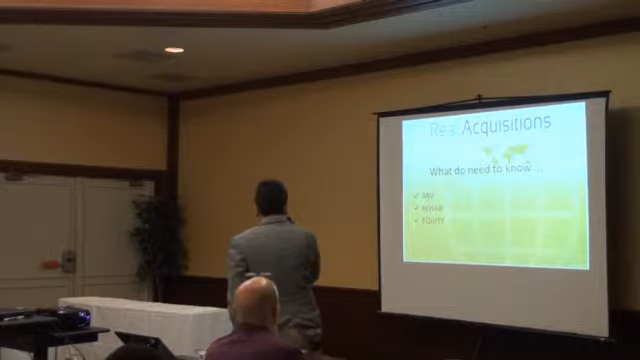 Real Acquisitions
What do need to know....
✓ ARV
✓ REHAB
✓ EQUITY